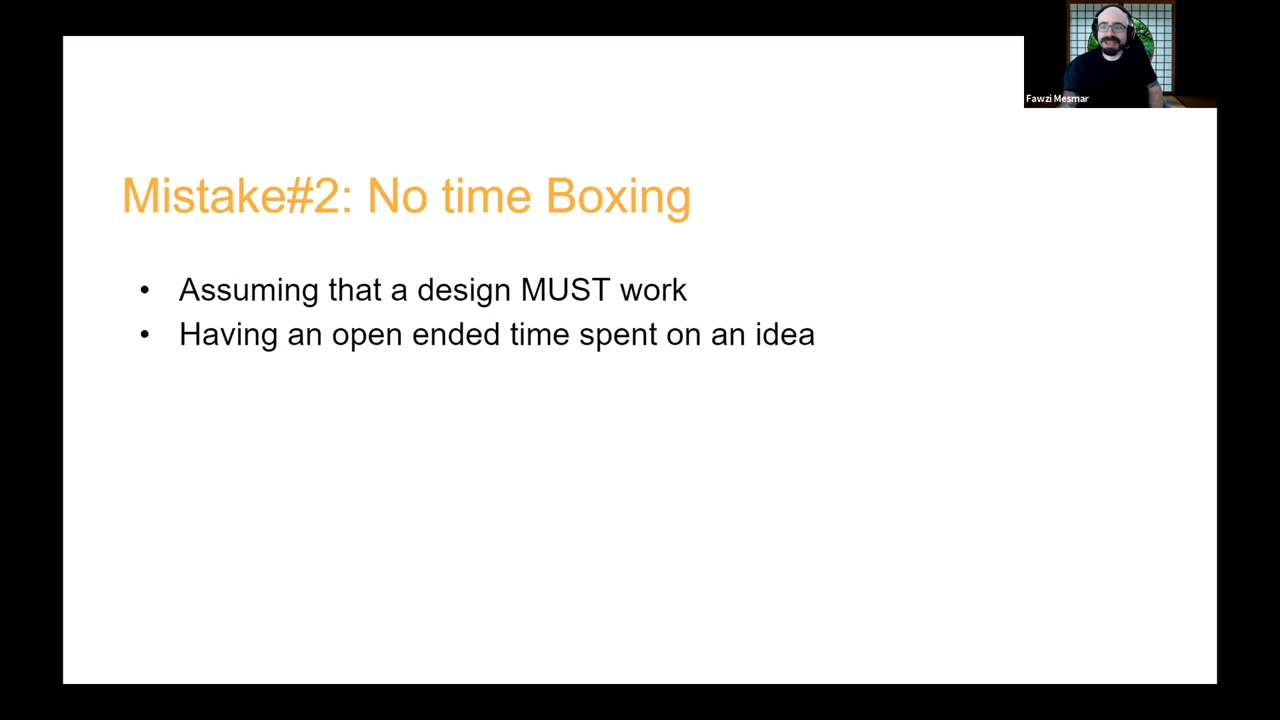 Fawzi Mesmar
Mistake#2: No time Boxing
• Assuming that a design MUST work
• Having an open ended time spent on an idea